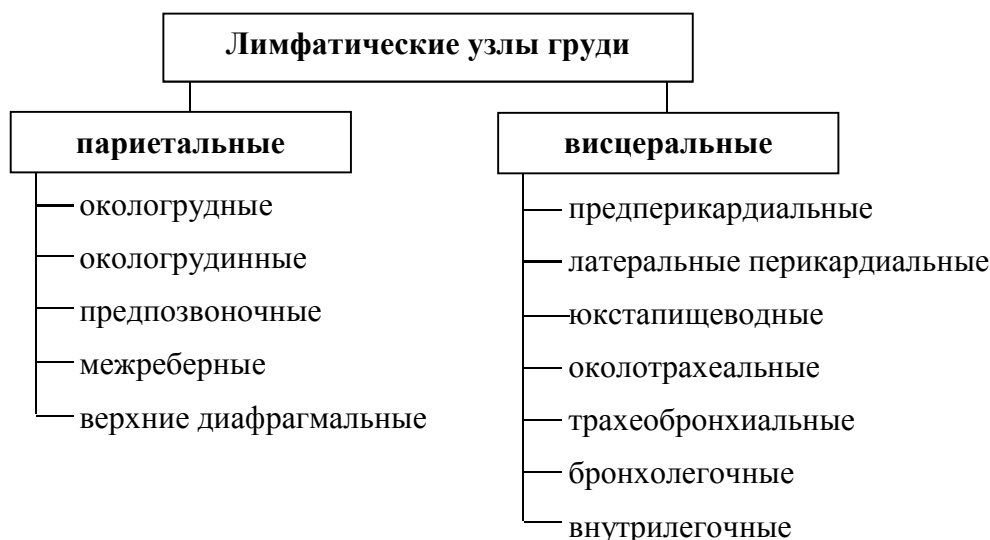 Лимфатические узлы груди
париетальные
окологрудные
окологрудинные
предпозвоночные
межреберные
верхние диафрагмальные
висцеральные
предперикардиальные
латеральные перикардиальные
юкстапищеводные
околотрахеальные
трахеобронхиальные
бронхолегочные
внутрилегочные